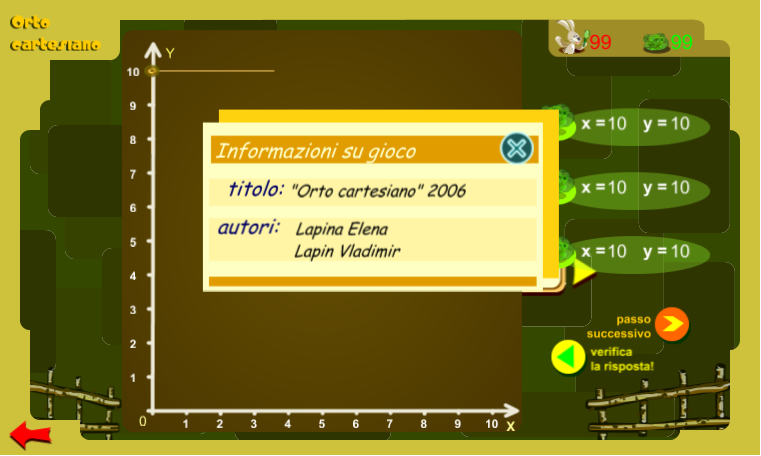 Orto
cartesiano
99 99
Y
10
9
8
7
6
5
4
3
2
1
0
1 2 3 4 5 6 7 8 9 10 X
Informazioni su gioco
titolo: "Orto cartesiano" 2006
autori: Lapina Elena
Lapin Vladimir
x =10 y = 10
x =10 y = 10
x =10 y = 10
passo
successivo
verifica
la risposta!